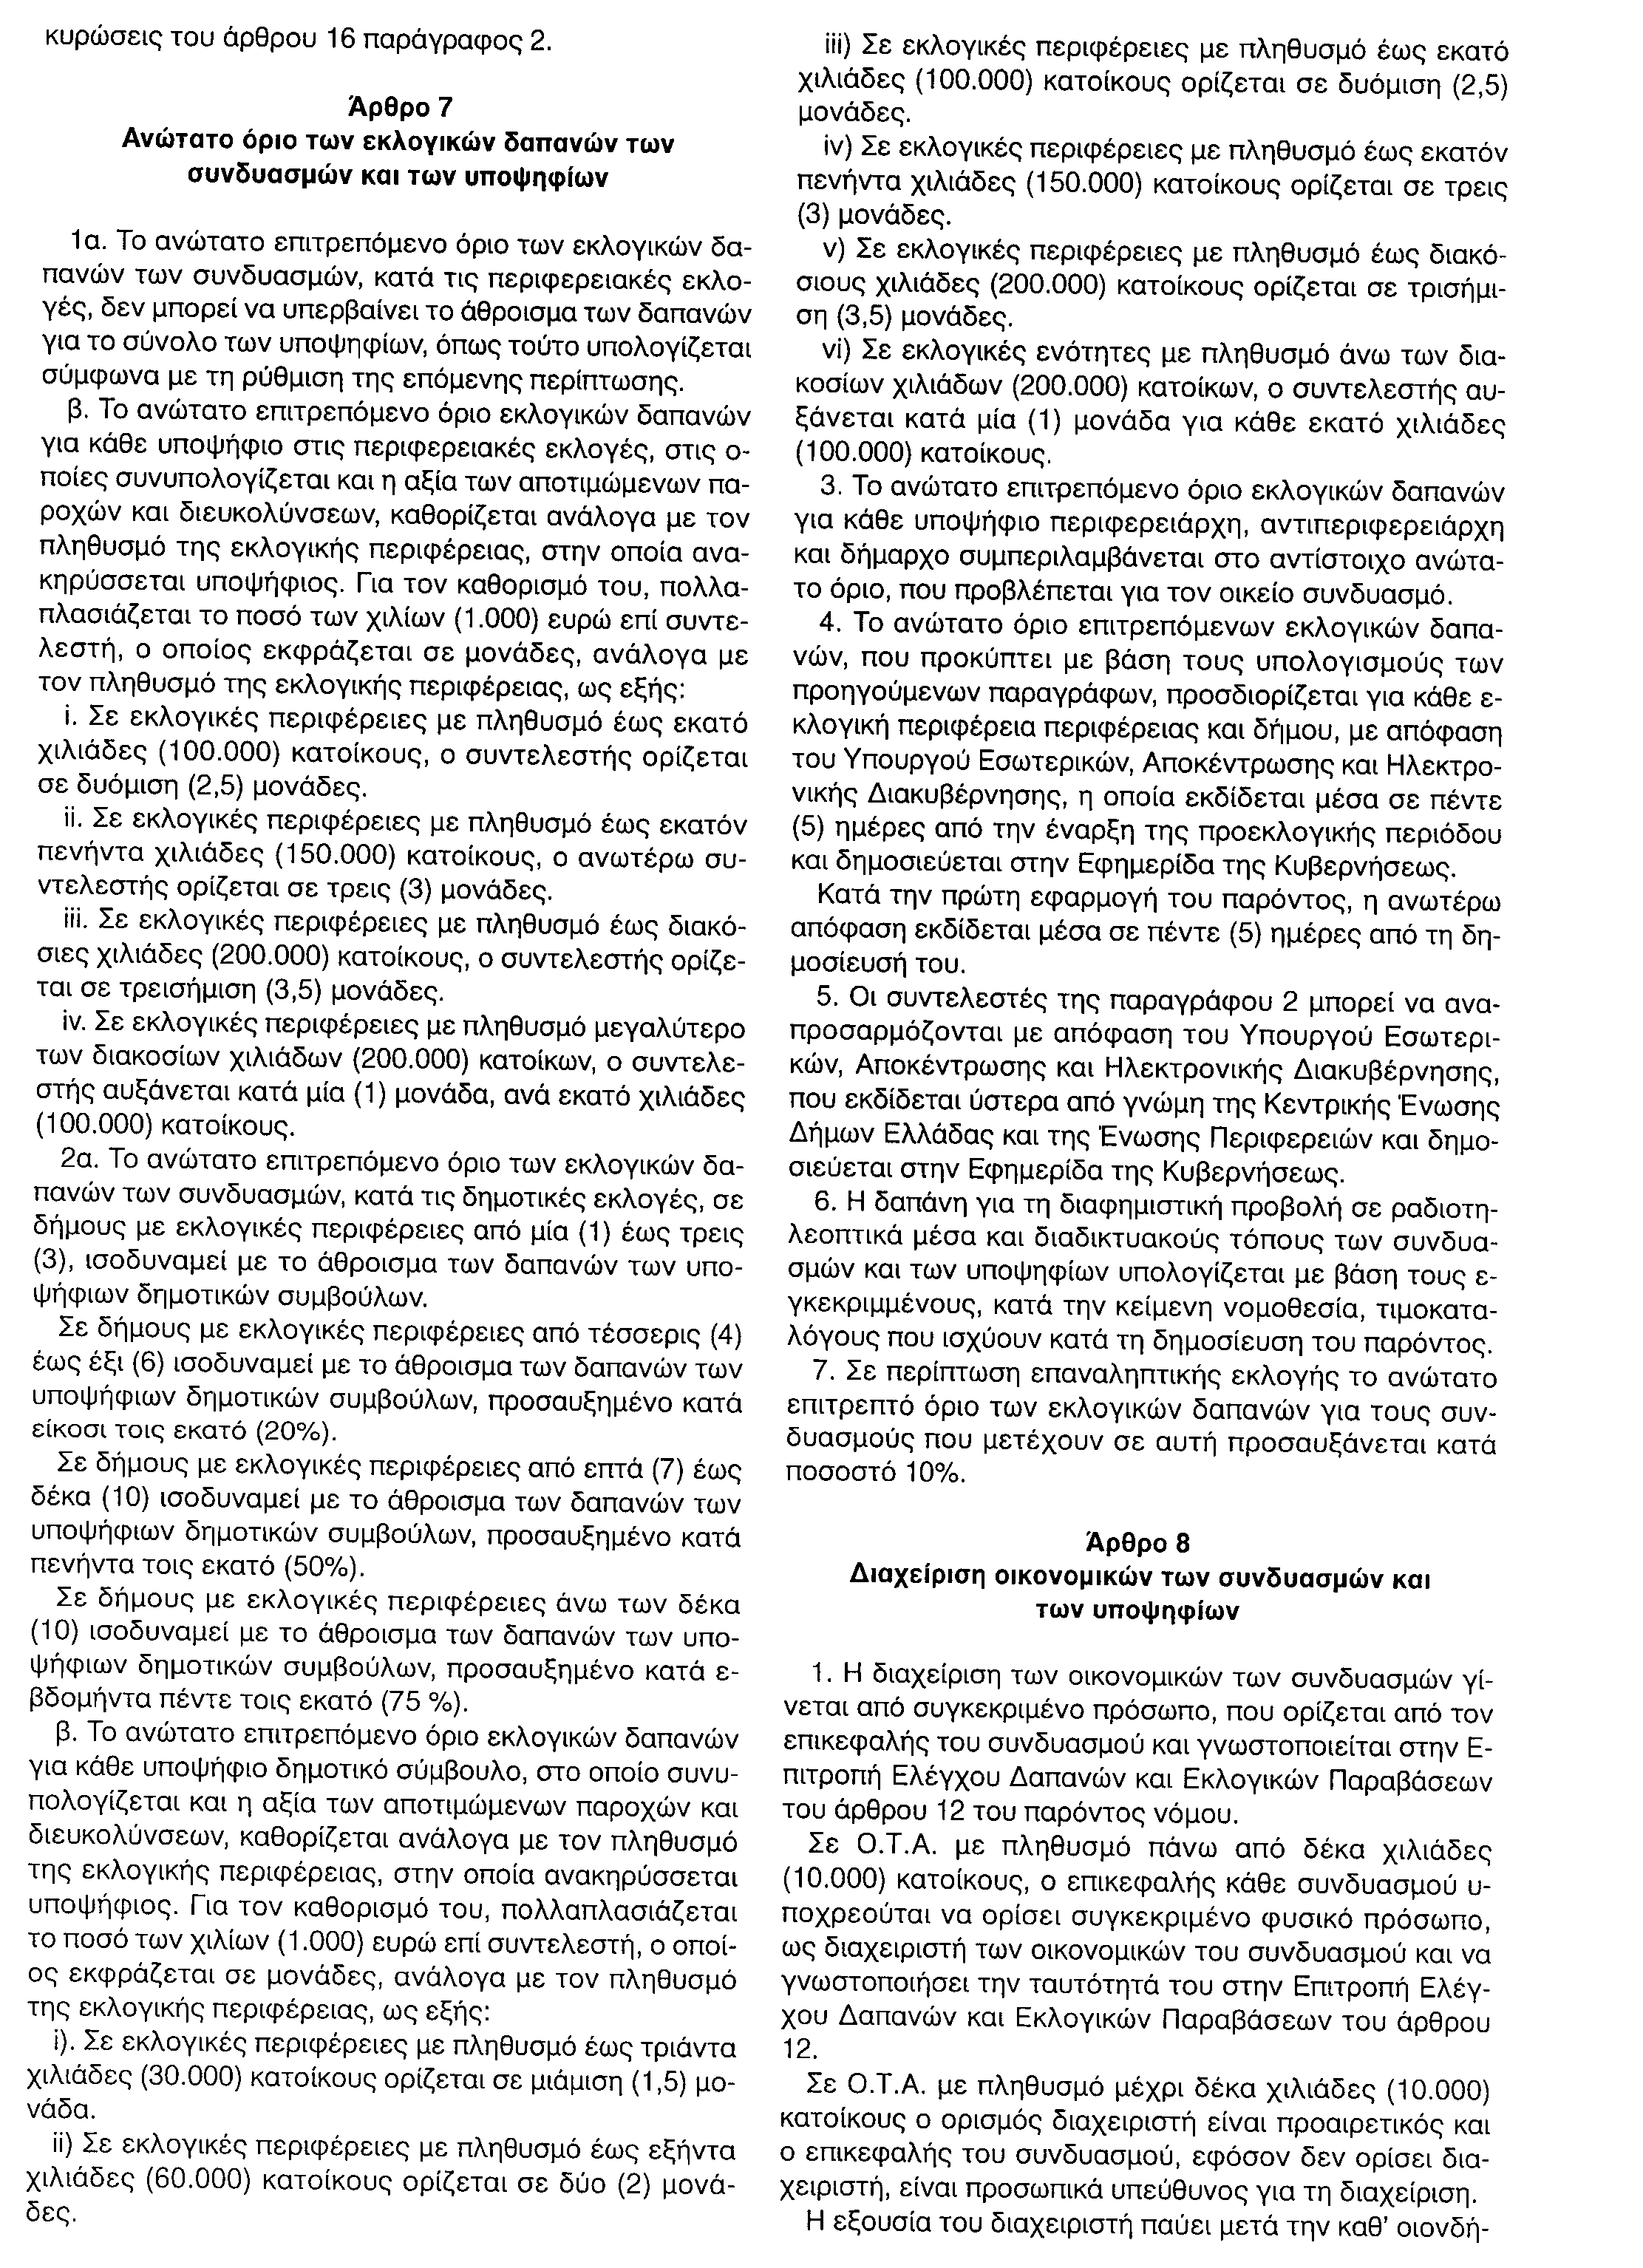 κυρώσεις του άρθρου 16 παράγραφος 2.
Άρθρο 7
Ανώτατο όριο των εκλογικών δαπανών των
συνδυασμών και των υποψηφίων
1α. Το ανώτατο επιτρεπόμενο όριο των εκλογικών δα-
πανών των συνδυασμών, κατά τις περιφερειακές εκλο-
γές, δεν μπορεί να υπερβαίνει το άθροισμα των δαπανών
για το σύνολο των υποψηφίων, όπως τούτο υπολογίζεται
σύμφωνα με τη ρύθμιση της επόμενης περίπτωσης.
β. Το ανώτατο επιτρεπόμενο όριο εκλογικών δαπανών
για κάθε υποψήφιο στις περιφερειακές εκλογές, στις ο-
ποίες συνυπολογίζεται και η αξία των αποτιμώμενων πα-
ροχών και διευκολύνσεων, καθορίζεται ανάλογα με τον
πληθυσμό της εκλογικής περιφέρειας, στην οποία ανα-
κηρύσσεται υποψήφιος. Για τον καθορισμό του, πολλα-
πλασιάζεται το ποσό των χιλίων (1.000) ευρώ επί συντε-
λεστή, ο οποίος εκφράζεται σε μονάδες, ανάλογα με
τον πληθυσμό της εκλογικής περιφέρειας, ως εξής:
i. Σε εκλογικές περιφέρειες με πληθυσμό έως εκατό
χιλιάδες (100.000) κατοίκους, ο συντελεστής ορίζεται
σε δυόμιση (2,5) μονάδες.
ii. Σε εκλογικές περιφέρειες με πληθυσμό έως εκατόν
πενήντα χιλιάδες (150.000) κατοίκους, ο ανωτέρω συ-
ντελεστής ορίζεται σε τρεις (3) μονάδες.
iii. Σε εκλογικές περιφέρειες με πληθυσμό έως διακό-
σιες χιλιάδες (200.000) κατοίκους, ο συντελεστής ορίζε-
ται σε τρεισήμιση (3,5) μονάδες.
iv. Σε εκλογικές περιφέρειες με πληθυσμό μεγαλύτερο
των διακοσίων χιλιάδων (200.000) κατοίκων, ο συντελε-
στής αυξάνεται κατά μία (1) μονάδα, ανά εκατό χιλιάδες
(100.000) κατοίκους.
2α. Το ανώτατο επιτρεπόμενο όριο των εκλογικών δα-
πανών των συνδυασμών, κατά τις δημοτικές εκλογές, σε
δήμους με εκλογικές περιφέρειες από μία (1) έως τρεις
(3), ισοδυναμεί με το άθροισμα των δαπανών των υπο-
ψήφιων δημοτικών συμβούλων.
Σε δήμους με εκλογικές περιφέρειες από τέσσερις (4)
έως έξι (6) ισοδυναμεί με το άθροισμα των δαπανών των
υποψήφιων δημοτικών συμβούλων, προσαυξημένο κατά
είκοσι τοις εκατό (20%).
Σε δήμους με εκλογικές περιφέρειες από επτά (7) έως
δέκα (10) ισοδυναμεί με το άθροισμα των δαπανών των
υποψήφιων δημοτικών συμβούλων, προσαυξημένο κατά
πενήντα τοις εκατό (50%).
Σε δήμους με εκλογικές περιφέρειες άνω των δέκα
(10) ισοδυναμεί με το άθροισμα των δαπανών των υπο-
ψήφιων δημοτικών συμβούλων, προσαυξημένο κατά ε-
βδομήντα πέντε τοις εκατό (75 %).
β. Το ανώτατο επιτρεπόμενο όριο εκλογικών δαπανών
για κάθε υποψήφιο δημοτικό σύμβουλο, στο οποίο συνυ-
πολογίζεται και η αξία των αποτιμώμενων παροχών και
διευκολύνσεων, καθορίζεται ανάλογα με τον πληθυσμό
της εκλογικής περιφέρειας, στην οποία ανακηρύσσεται
υποψήφιος. Για τον καθορισμό του, πολλαπλασιάζεται
το ποσό των χιλίων (1.000) ευρώ επί συντελεστή, ο οποί-
ος εκφράζεται σε μονάδες, ανάλογα με τον πληθυσμό
της εκλογικής περιφέρειας, ως εξής:
i). Σε εκλογικές περιφέρειες με πληθυσμό έως τριάντα
χιλιάδες (30.000) κατοίκους ορίζεται σε μιάμιση (1,5) μο-
νάδα.
ii) Σε εκλογικές περιφέρειες με πληθυσμό έως εξήντα
χιλιάδες (60.000) κατοίκους ορίζεται σε δύο (2) μονά-
δες.
iii) Σε εκλογικές περιφέρειες με πληθυσμό έως εκατό
χιλιάδες (100.000) κατοίκους ορίζεται σε δυόμιση (2,5)
μονάδες.
iv) Σε εκλογικές περιφέρειες με πληθυσμό έως εκατόν
πενήντα χιλιάδες (150.000) κατοίκους ορίζεται σε τρεις
(3) μονάδες.
v) Σε εκλογικές περιφέρειες με πληθυσμό έως διακό-
σιους χιλιάδες (200.000) κατοίκους ορίζεται σε τρισήμι-
ση (3,5) μονάδες.
vi) Σε εκλογικές ενότητες με πληθυσμό άνω των δια-
κοσίων χιλιάδων (200.000) κατοίκων, ο συντελεστής αυ-
ξάνεται κατά μία (1) μονάδα για κάθε εκατό χιλιάδες
(100.000) κατοίκους.
3. Το ανώτατο επιτρεπόμενο όριο εκλογικών δαπανών
για κάθε υποψήφιο περιφερειάρχη, αντιπεριφερειάρχη
και δήμαρχο συμπεριλαμβάνεται στο αντίστοιχο ανώτα-
το όριο, που προβλέπεται για τον οικείο συνδυασμό.
4. Το ανώτατο όριο επιτρεπόμενων εκλογικών δαπα-
νών, που προκύπτει με βάση τους υπολογισμούς των
προηγούμενων παραγράφων, προσδιορίζεται για κάθε ε-
κλογική περιφέρεια περιφέρειας και δήμου, με απόφαση
του Υπουργού Εσωτερικών, Αποκέντρωσης και Ηλεκτρο-
νικής Διακυβέρνησης, η οποία εκδίδεται μέσα σε πέντε
(5) ημέρες από την έναρξη της προεκλογικής περιόδου
και δημοσιεύεται στην Εφημερίδα της Κυβερνήσεως.
Κατά την πρώτη εφαρμογή του παρόντος, η ανωτέρω
απόφαση εκδίδεται μέσα σε πέντε (5) ημέρες από τη δη-
μοσίευσή του.
5. Οι συντελεστές της παραγράφου 2 μπορεί να ανα-
προσαρμόζονται με απόφαση του Υπουργού Εσωτερι-
κών, Αποκέντρωσης και Ηλεκτρονικής Διακυβέρνησης,
που εκδίδεται ύστερα από γνώμη της Κεντρικής Ένωσης
Δήμων Ελλάδας και της Ένωσης Περιφερειών και δημο-
σιεύεται στην Εφημερίδα της Κυβερνήσεως.
6. Η δαπάνη για τη διαφημιστική προβολή σε ραδιοτη-
λεοπτικά μέσα και διαδικτυακούς τόπους των συνδυα-
σμών και των υποψηφίων υπολογίζεται με βάση τους ε-
γκεκριμμένους, κατά την κείμενη νομοθεσία, τιμοκατα-
λόγους που ισχύουν κατά τη δημοσίευση του παρόντος.
7. Σε περίπτωση επαναληπτικής εκλογής το ανώτατο
επιτρεπτό όριο των εκλογικών δαπανών για τους συν-
δυασμούς που μετέχουν σε αυτή προσαυξάνεται κατά
ποσοστό 10%.
Άρθρο 8
Διαχείριση οικονομικών των συνδυασμών και
των υποψηφίων
1. Η διαχείριση των οικονομικών των συνδυασμών γί-
νεται από συγκεκριμένο πρόσωπο, που ορίζεται από τον
επικεφαλής του συνδυασμού και γνωστοποιείται στην Ε-
πιτροπή Ελέγχου Δαπανών και Εκλογικών Παραβάσεων
του άρθρου 12 του παρόντος νόμου.
Σε Ο.Τ.Α. με πληθυσμό πάνω από δέκα χιλιάδες
(10.000) κατοίκους, ο επικεφαλής κάθε συνδυασμού υ-
ποχρεούται να ορίσει συγκεκριμένο φυσικό πρόσωπο,
ως διαχειριστή των οικονομικών του συνδυασμού και να
γνωστοποιήσει την ταυτότητά του στην Επιτροπή Ελέγ-
χου Δαπανών και Εκλογικών Παραβάσεων του άρθρου
12.
Σε Ο.Τ.Α. με πληθυσμό μέχρι δέκα χιλιάδες (10.000)
κατοίκους ο ορισμός διαχειριστή είναι προαιρετικός και
ο επικεφαλής του συνδυασμού, εφόσον δεν ορίσει δια-
χειριστή, είναι προσωπικά υπεύθυνος για τη διαχείριση.
Η εξουσία του διαχειριστή παύει μετά την καθ' οιονδή-